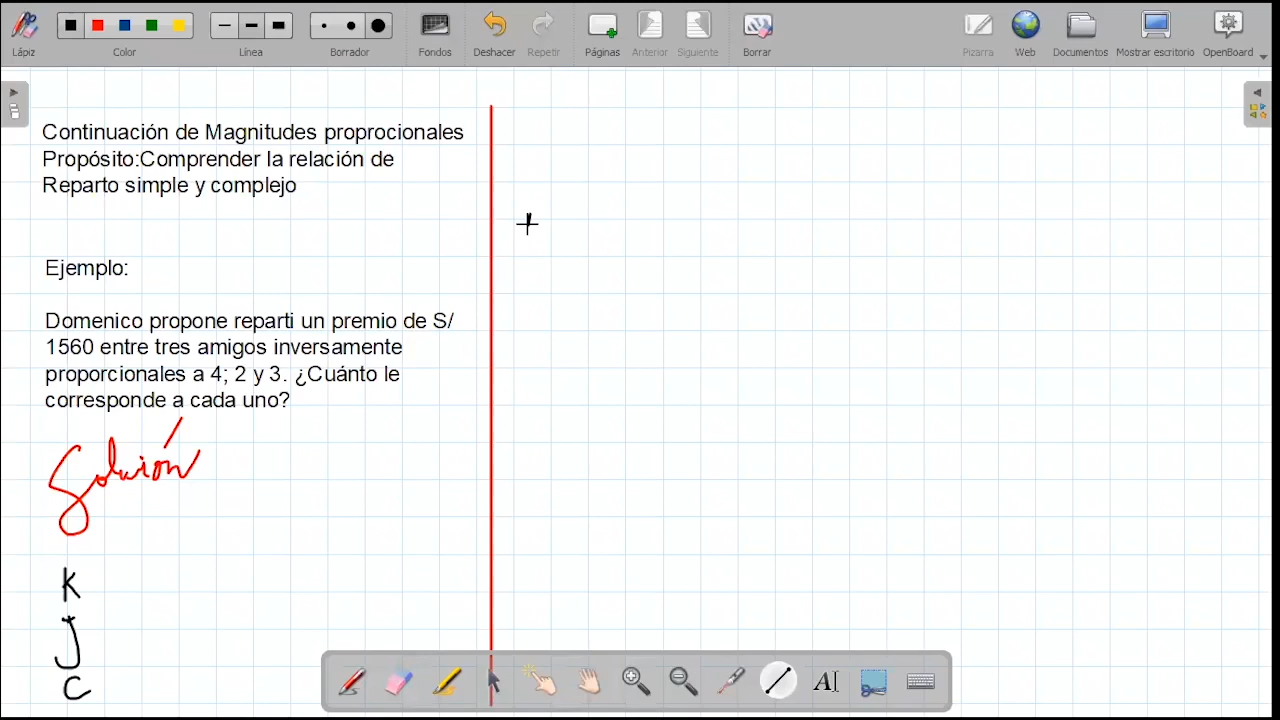 Lápiz
Color
Línea
Borrador
Fondos
Deshacer
Repetir
Páginas
Anterior
Siguiente
Borrar
Pizarra
Web
Documentos
Mostrar escritorio
OpenBoard
Continuación de Magnitudes proprocionales
Propósito:Comprender la relación de
Reparto simple y complejo
Ejemplo:
Domenico propone reparti un premio de S/
1560 entre tres amigos inversamente
proporcionales a 4; 2 y 3. ¿Cuánto le
corresponde a cada uno?
Solución
K
J
C